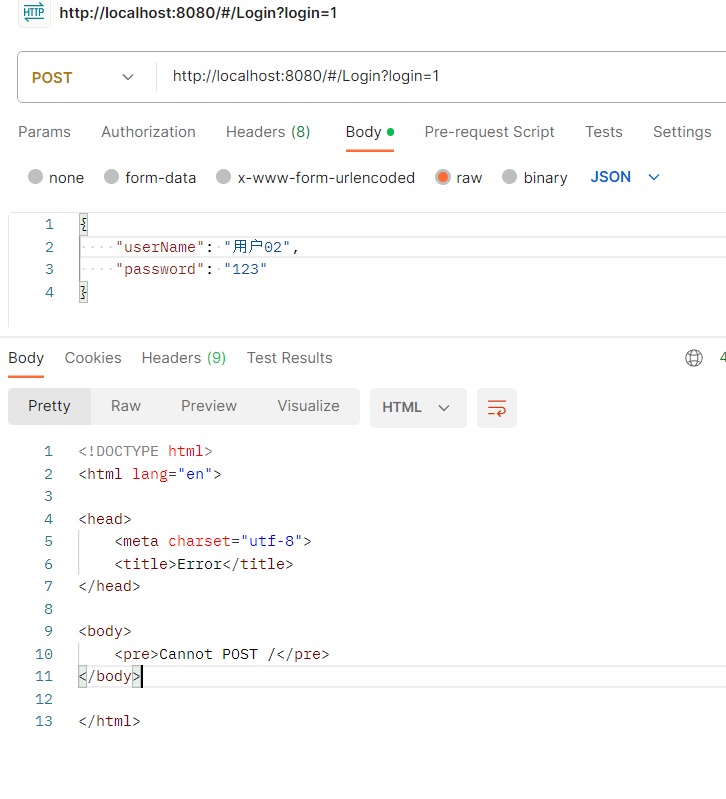 HTTP http://localhost:8080/#/Login?login=1
POST http://localhost:8080/#/Login?login=1
Params Authorization Headers (8) Body Pre-request Script Tests Settings
none form-data x-www-form-urlencoded raw binary JSON
1 {
2 ····"userName":·"用户02",
3 ····"password":·"123"
4 }
Body Cookies Headers (9) Test Results 4
Pretty Raw Preview Visualize HTML
1 <!DOCTYPE html>
2 <html lang="en">
3
4 <head>
5 <meta charset="utf-8">
6 <title>Error</title>
7 </head>
8
9 <body>
10 <pre>Cannot POST /</pre>
11 </body>
12
13 </html>